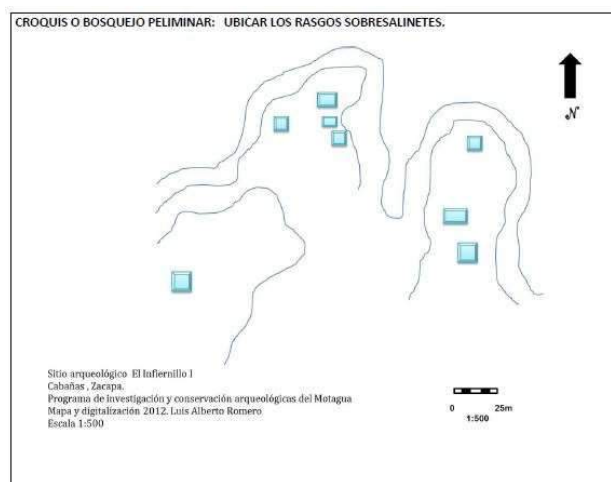 CROQUIS O BOSQUEJO PELIMINAR: UBICAR LOS RASGOS SOBRESALINETES.
N
Sitio arqueológico El Infiernillo I
Cabañas , Zacapa.
Programa de investigación y conservación arqueológicas del Motagua
Mapa y digitalización 2012. Luis Alberto Romero
Escala 1:500
0 25m
1:500